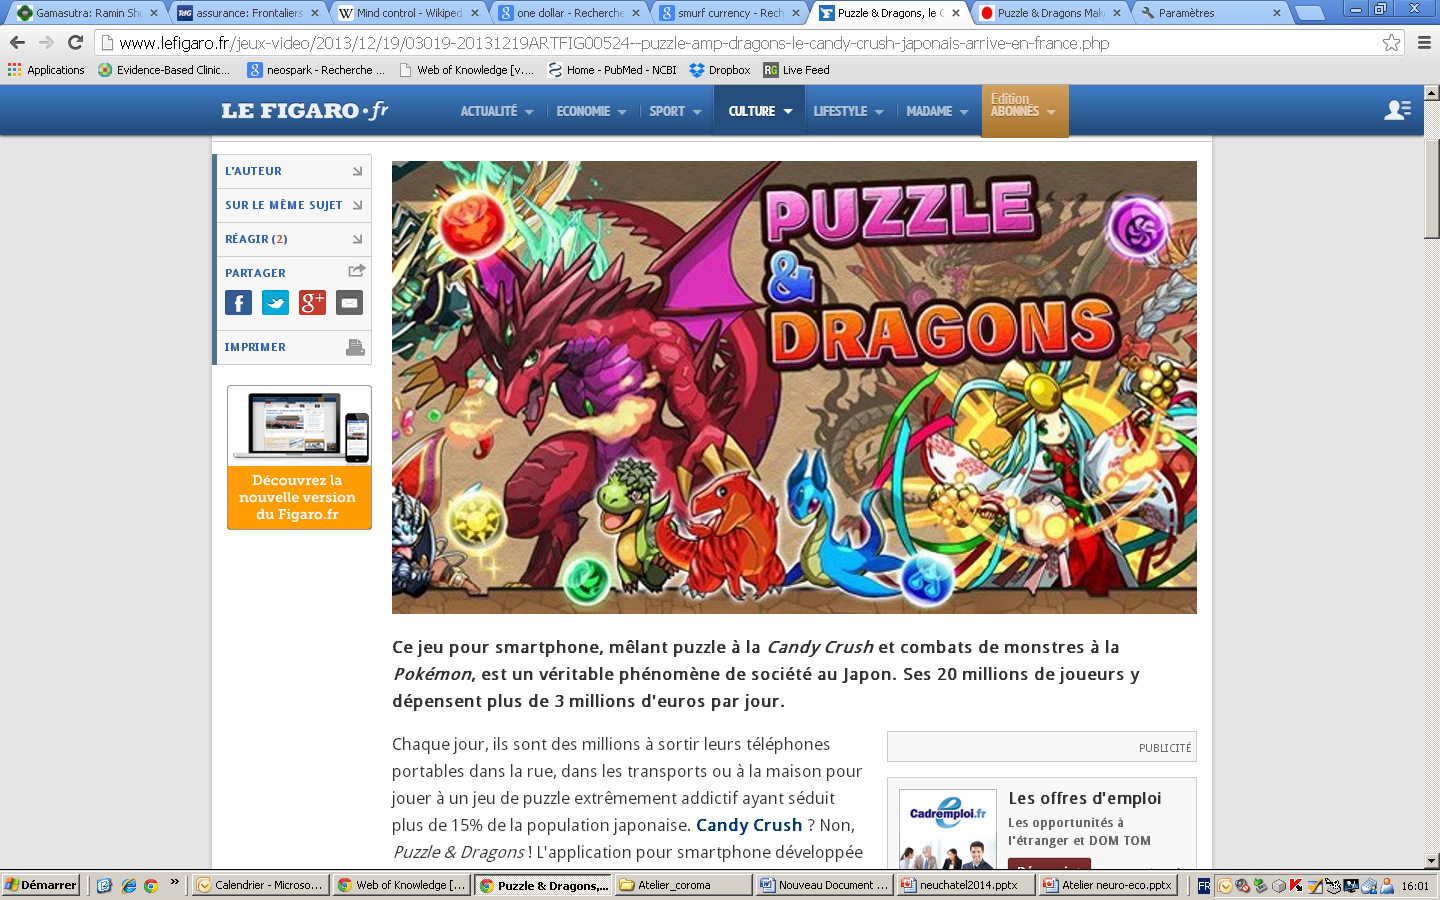 Gamasutra: Ramin Sho
assurance: Frontaliers
Mind control - Wikiped
one dollar - Recherche
smurf currency - Rech
Puzzle & Dragons, le C
Puzzle & Dragons Mak
Paramètres
www.lefigaro.fr/jeux-video/2013/12/19/03019-20131219ARTFIG00524--puzzle-amp-dragons-le-candy-crush-japonais-arrive-en-france.php
Applications
Evidence-Based Clinic...
neospark - Recherche ...
Web of Knowledge [v....
Home - PubMed - NCBI
Dropbox
RG Live Feed
LE FIGARO·fr
ACTUALITÉ
ECONOMIE
SPORT
CULTURE
LIFESTYLE
MADAME
Edition
ABONNÉS
L'AUTEUR
SUR LE MÊME SUJET
RÉAGIR (2)
PARTAGER
IMPRIMER
Découvrez la
nouvelle version
du Figaro.fr
PUZZLE
&
DRAGONS
Ce jeu pour smartphone, mêlant puzzle à la Candy Crush et combats de monstres à la
Pokémon, est un véritable phénomène de société au Japon. Ses 20 millions de joueurs y
dépensent plus de 3 millions d'euros par jour.
Chaque jour, ils sont des millions à sortir leurs téléphones
portables dans la rue, dans les transports ou à la maison pour
jouer à un jeu de puzzle extrêmement addictif ayant séduit
plus de 15% de la population japonaise. Candy Crush ? Non,
Puzzle & Dragons ! L'application pour smartphone développée
PUBLICITÉ
Cadremploi.fr
Les offres d'emploi
Les opportunités à
l'étranger et DOM TOM
Démarrer
Calendrier - Microso...
Web of Knowledge [...
Puzzle & Dragons,...
Atelier_coroma
Nouveau Document ...
neuchatel2014.pptx
Atelier neuro-eco.pptx
FR
16:01